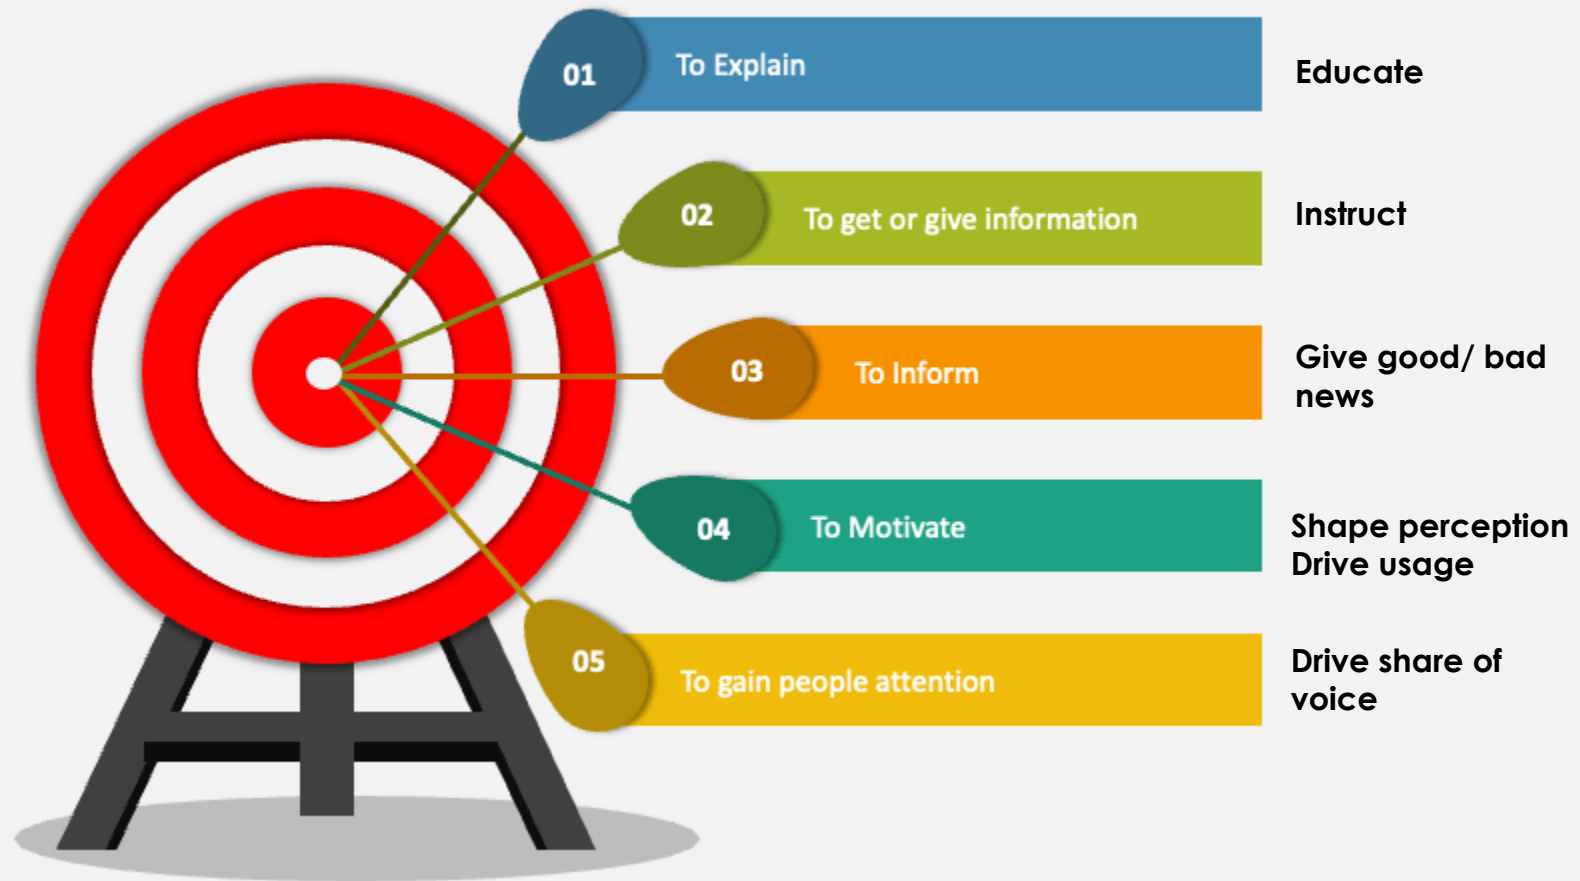 01
To Explain
Educate
02
To get or give information
Instruct
03
To Inform
Give good/ bad
news
04
To Motivate
Shape perception
Drive usage
05
To gain people attention
Drive share of
voice